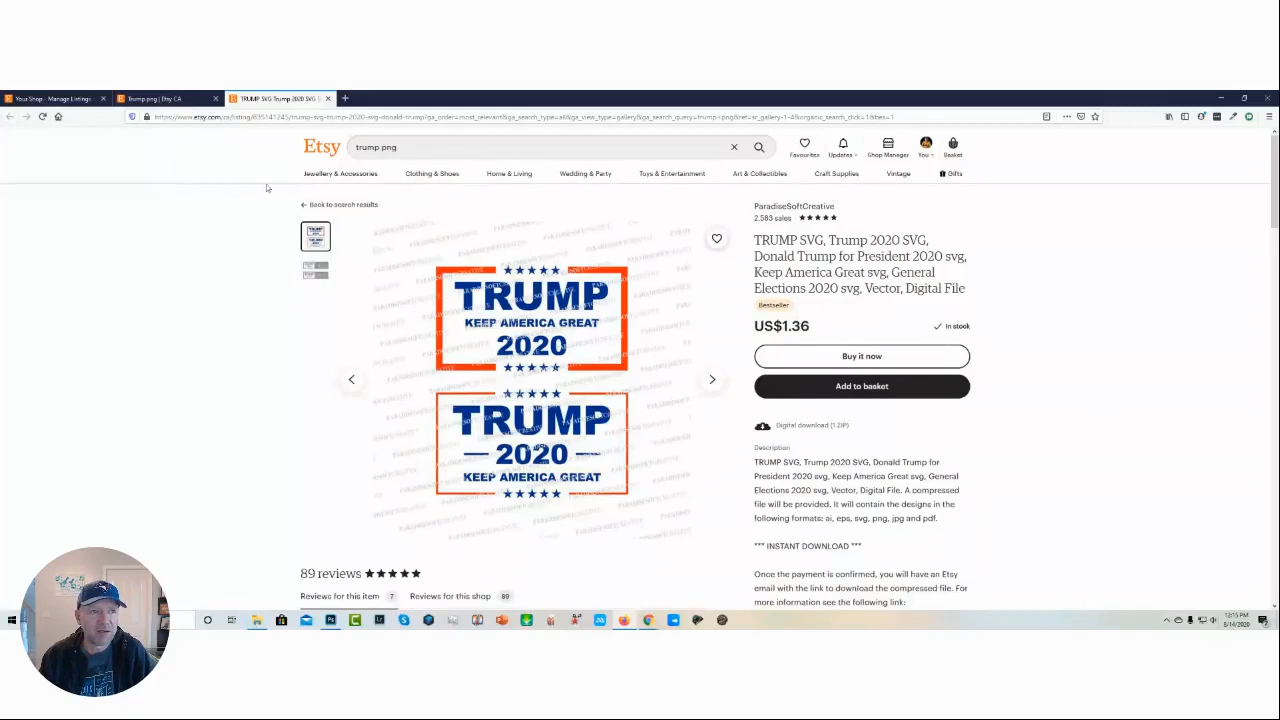 Your Shop - Manage Listings
Trump png | Etsy CA
TRUMP SVG Trump 2020 SVG
Etsy
trump png
Favourites
Updates
Shop Manager
You
Basket
Jewellery & Accessories
Clothing & Shoes
Home & Living
Wedding & Party
Toys & Entertainment
Art & Collectibles
Craft Supplies
Vintage
Gifts
Back to search results
TRUMP
KEEP AMERICA GREAT
2020
TRUMP
2020
KEEP AMERICA GREAT
89 reviews
Reviews for this item 7
Reviews for this shop 89
ParadiseSoftCreative
2,583 sales
TRUMP SVG, Trump 2020 SVG,
Donald Trump for President 2020 svg,
Keep America Great svg, General
Elections 2020 svg, Vector, Digital File
Bestseller
US$1.36
In stock
Buy it now
Add to basket
Digital download (1 ZIP)
Description
TRUMP SVG, Trump 2020 SVG, Donald Trump for
President 2020 svg, Keep America Great svg, General
Elections 2020 svg, Vector, Digital File. A compressed
file will be provided. It will contain the designs in the
following formats: ai, eps, svg, png, jpg and pdf.
*** INSTANT DOWNLOAD ***
Once the payment is confirmed, you will have an Etsy
email with the link to download the compressed file. For
more information see the following link:
12:15 PM
8/14/2020